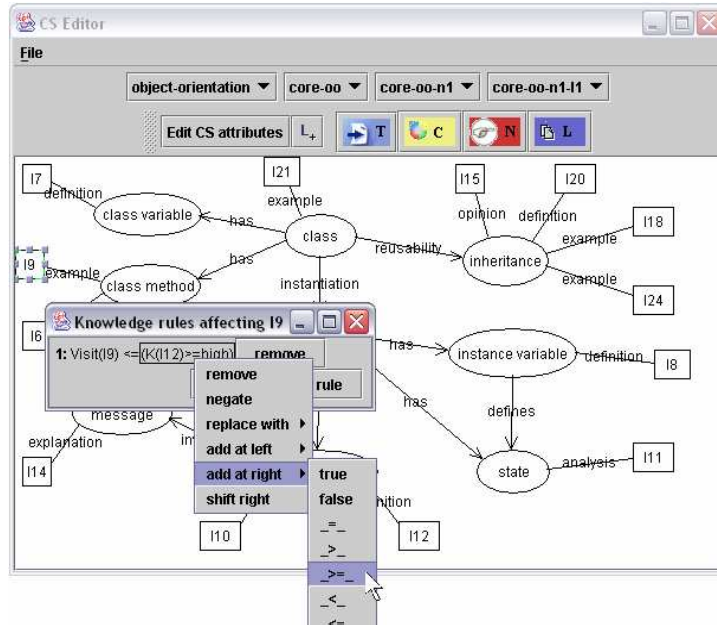 CS Editor
File
object-orientation core-oo core-oo-n1 core-oo-n1-l1
Edit CS attributes L+ T C N L
I7 I21 I15 I20
definition example opinion definition
class variable has class reusability inheritance example I18
I9 example has instantiation example
class method I24
I6
Knowledge rules affecting I9
1: Visit(I9) <=(K(I12)>=high) remove
rule
remove
negate
replace with
add at left
add at right
shift right
true
false
_=_
_>_
_>=_
_<_
_<=_
has instance variable definition I8
message has defines
explanation
I14 state analysis I11
I10 I12